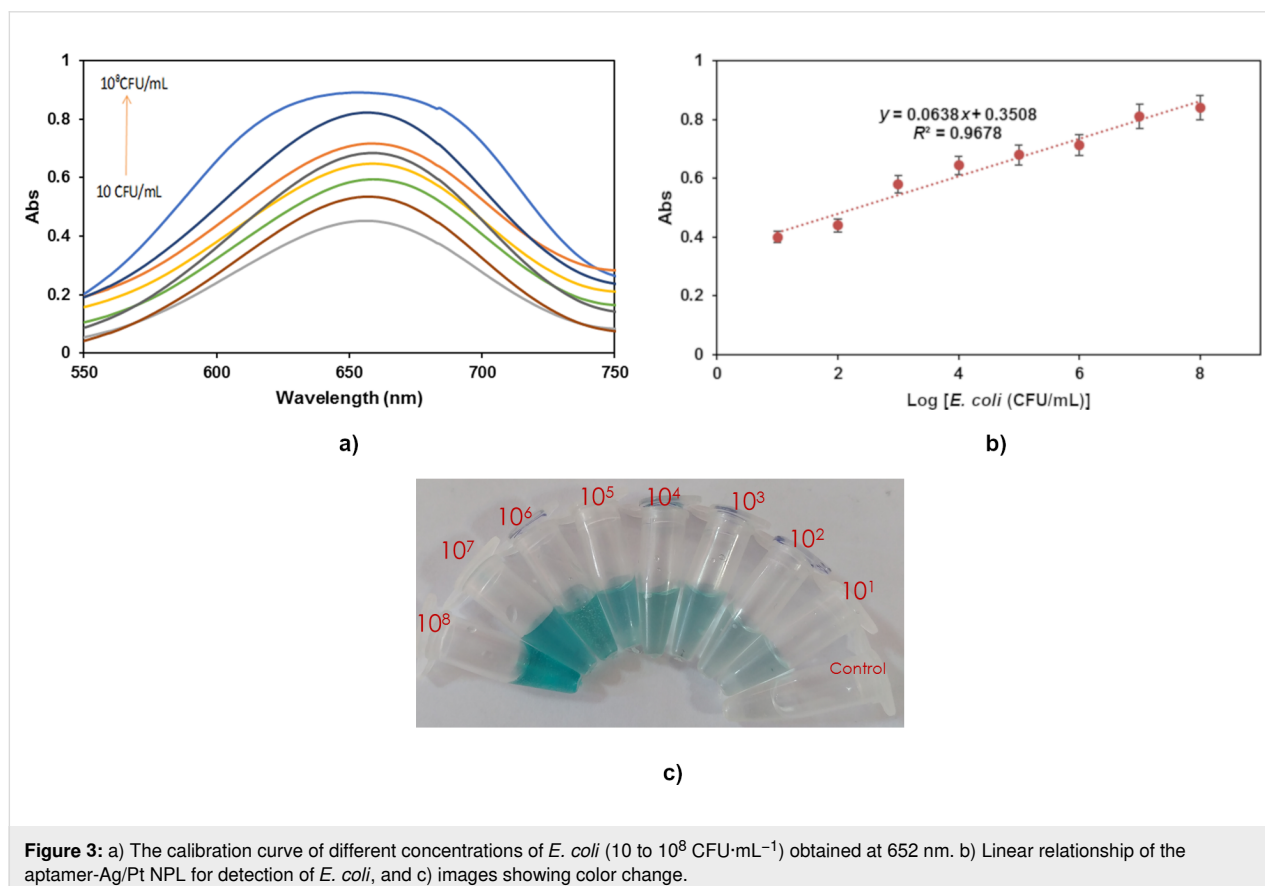 1
0.8
0.6
0.4
0.2
0
Abs
10⁸CFU/mL
10 CFU/mL
550 600 650 700 750
Wavelength (nm)
a)
1
0.8
0.6
0.4
0.2
0
Abs
y = 0.0638x + 0.3508
R² = 0.9678
0 2 4 6 8
Log [E. coli (CFU/mL)]
b)
10⁸
10⁷
10⁶
10⁵
10⁴
10³
10²
10¹
Control
c)
Figure 3: a) The calibration curve of different concentrations of E. coli (10 to 10⁸ CFU·mL⁻¹) obtained at 652 nm. b) Linear relationship of the
aptamer-Ag/Pt NPL for detection of E. coli, and c) images showing color change.